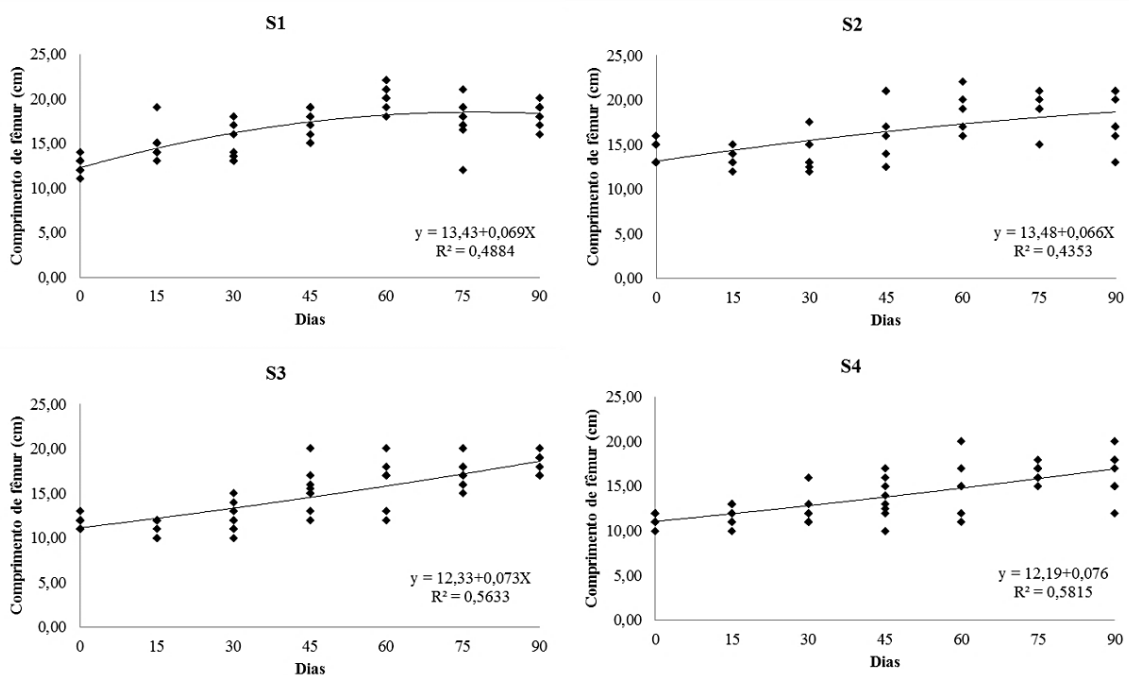 S1
25,00
20,00
15,00
10,00
5,00
0,00
Comprimento de fêmur (cm)
y = 13,43+0,069X
R² = 0,4884
0 15 30 45 60 75 90
Dias
S2
25,00
20,00
15,00
10,00
5,00
0,00
Comprimento de fêmur (cm)
y = 13,48+0,066X
R² = 0,4353
0 15 30 45 60 75 90
Dias
S3
25,00
20,00
15,00
10,00
5,00
0,00
Comprimento de fêmur (cm)
y = 12,33+0,073X
R² = 0,5633
0 15 30 45 60 75 90
Dias
S4
25,00
20,00
15,00
10,00
5,00
0,00
Comprimento de fêmur (cm)
y = 12,19+0,076
R² = 0,5815
0 15 30 45 60 75 90
Dias